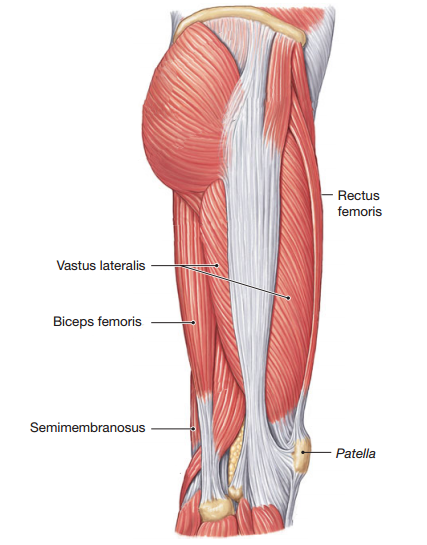 Rectus
femoris
Vastus lateralis
Biceps femoris
Semimembranosus
Patella